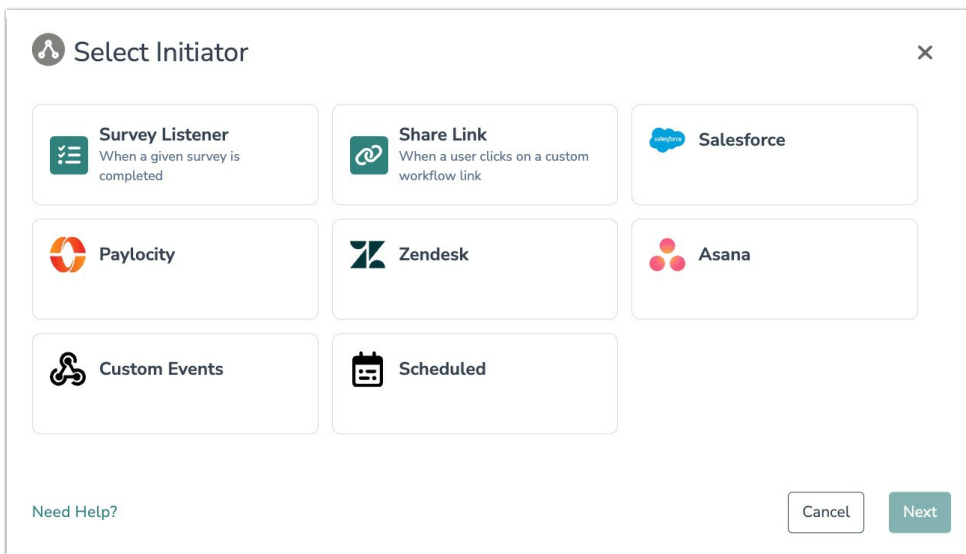 Select Initiator
Survey Listener
When a given survey is
completed
Share Link
When a user clicks on a custom
workflow link
salesforce
Salesforce
Paylocity
Zendesk
Asana
Custom Events
Scheduled
Need Help?
Cancel
Next